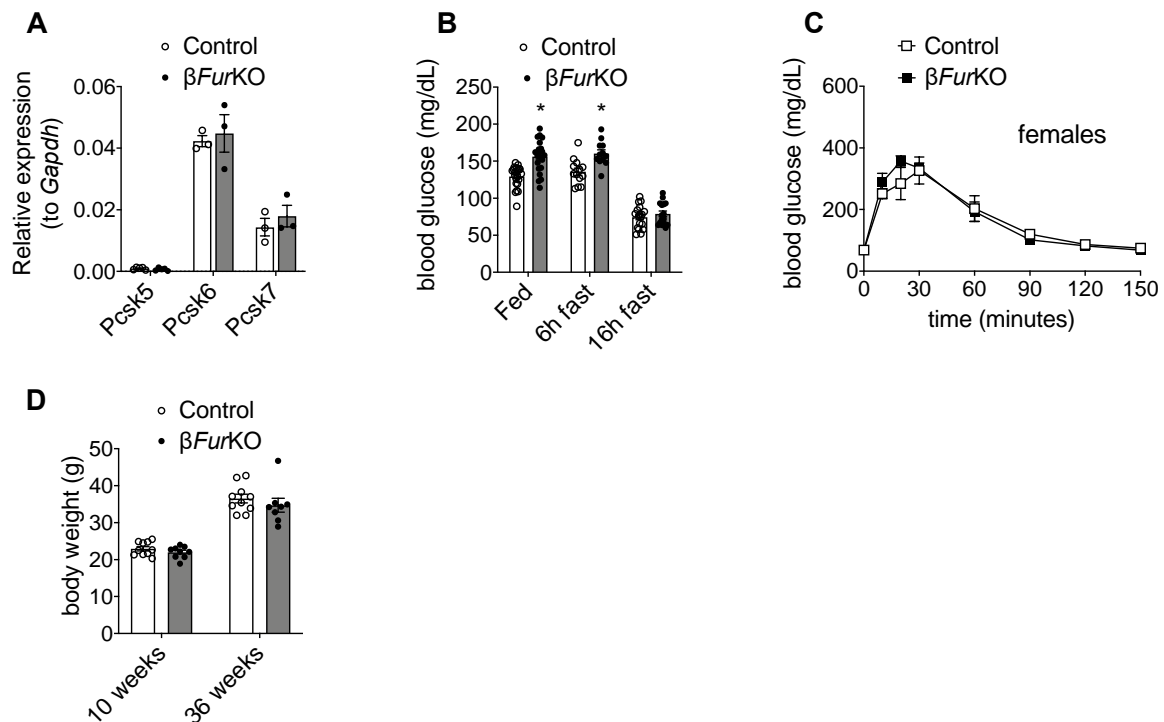 A
Control
βFurKO
Relative expression
(to Gapdh)
0.06
0.04
0.02
0.00
Pcsk5
Pcsk6
Pcsk7
B
Control
βFurKO
blood glucose (mg/dL)
250
200
150
100
50
0
*
*
Fed
6h fast
16h fast
C
Control
βFurKO
females
blood glucose (mg/dL)
600
400
200
0
0 30 60 90 120 150
time (minutes)
D
Control
βFurKO
body weight (g)
50
40
30
20
10
0
10 weeks
36 weeks